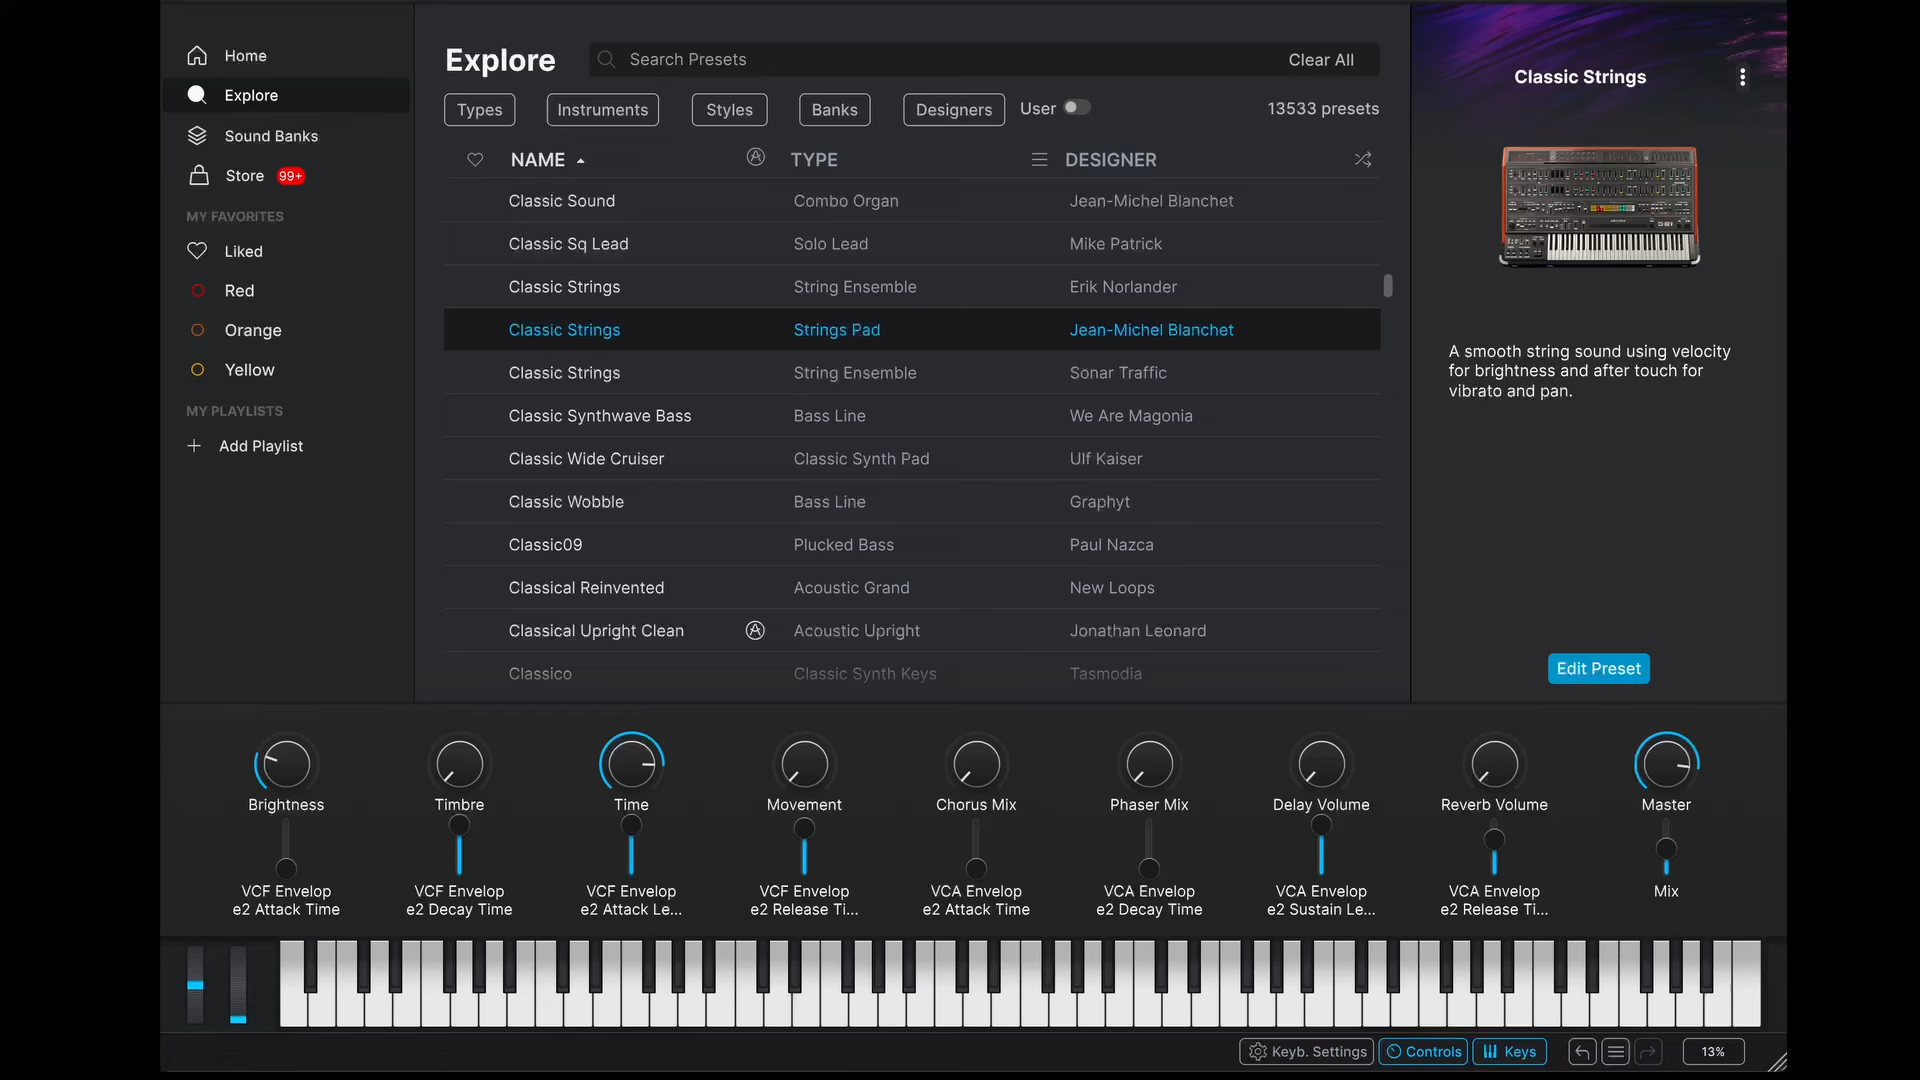 Home
Explore
Sound Banks
Store 99+
MY FAVORITES
Liked
Red
Orange
Yellow
MY PLAYLISTS
Add Playlist
Explore
Search Presets
Clear All
Types
Instruments
Styles
Banks
Designers
User
13533 presets
NAME TYPE DESIGNER
Classic Sound Combo Organ Jean-Michel Blanchet
Classic Sq Lead Solo Lead Mike Patrick
Classic Strings String Ensemble Erik Norlander
Classic Strings Strings Pad Jean-Michel Blanchet
Classic Strings String Ensemble Sonar Traffic
Classic Synthwave Bass Bass Line We Are Magonia
Classic Wide Cruiser Classic Synth Pad Ulf Kaiser
Classic Wobble Bass Line Graphyt
Classic09 Plucked Bass Paul Nazca
Classical Reinvented Acoustic Grand New Loops
Classical Upright Clean Acoustic Upright Jonathan Leonard
Classico Classic Synth Keys Tasmodia
Classic Strings
A smooth string sound using velocity
for brightness and after touch for
vibrato and pan.
Edit Preset
Brightness Timbre Time Movement Chorus Mix Phaser Mix Delay Volume Reverb Volume Master
VCF Envelop VCF Envelop VCF Envelop VCF Envelop VCA Envelop VCA Envelop VCA Envelop VCA Envelop Mix
e2 Attack Time e2 Decay Time e2 Attack Le... e2 Release Ti... e2 Attack Time e2 Decay Time e2 Sustain Le... e2 Release Ti...
Keyb. Settings Controls Keys 13%